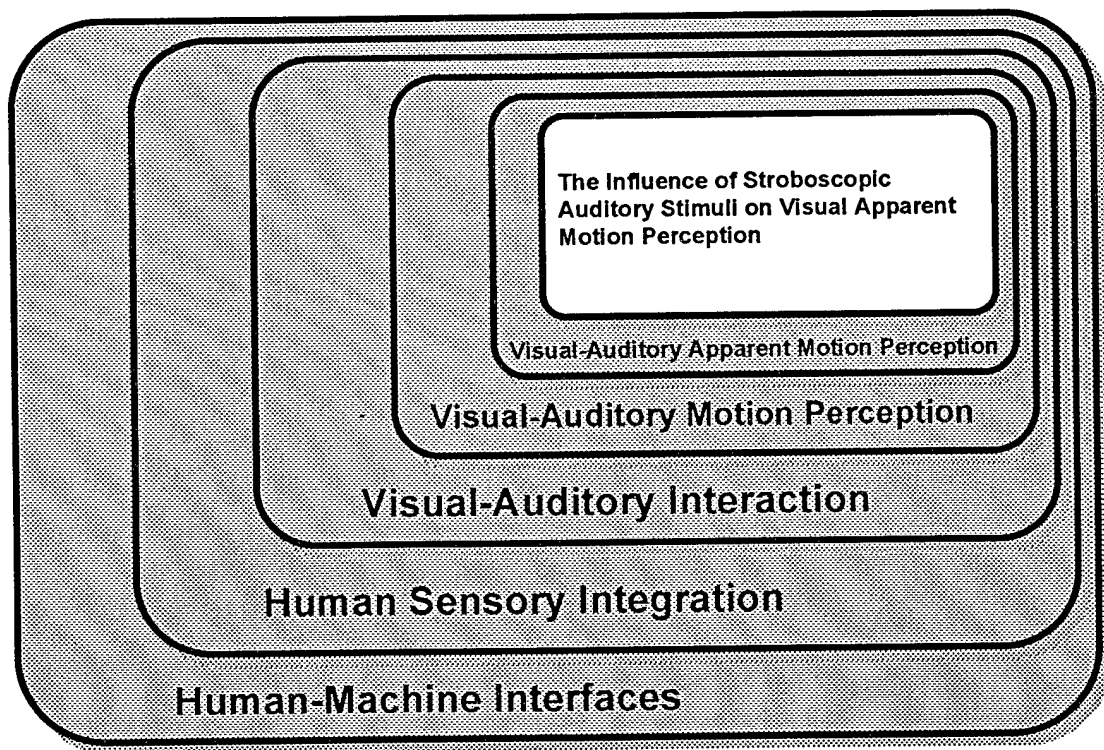 The Influence of Stroboscopic
Auditory Stimuli on Visual Apparent
Motion Perception
Visual-Auditory Apparent Motion Perception
Visual-Auditory Motion Perception
Visual-Auditory Interaction
Human Sensory Integration
Human-Machine Interfaces